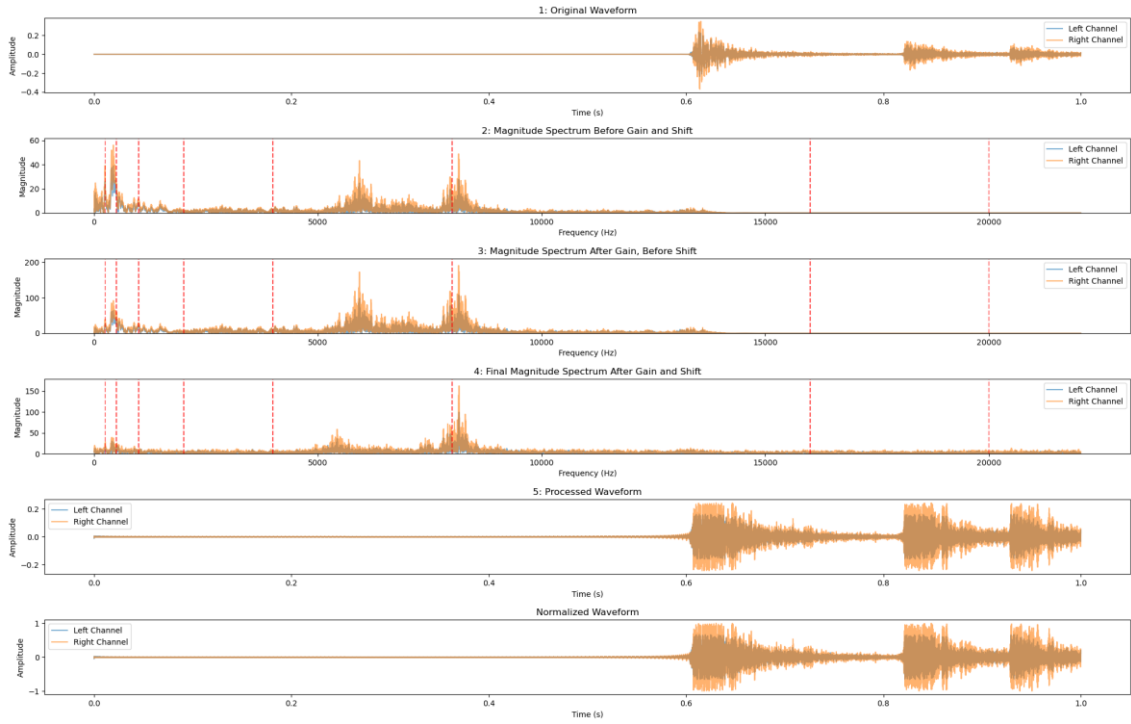 1: Original Waveform
Amplitude
0.2
0.0
−0.2
−0.4
Left Channel
Right Channel
0.0 0.2 0.4 0.6 0.8 1.0
Time (s)
2: Magnitude Spectrum Before Gain and Shift
Magnitude
60
40
20
0
Left Channel
Right Channel
0 5000 10000 15000 20000
Frequency (Hz)
3: Magnitude Spectrum After Gain, Before Shift
Magnitude
200
100
0
Left Channel
Right Channel
0 5000 10000 15000 20000
Frequency (Hz)
4: Final Magnitude Spectrum After Gain and Shift
Magnitude
150
100
50
0
Left Channel
Right Channel
0 5000 10000 15000 20000
Frequency (Hz)
5: Processed Waveform
Amplitude
0.2
0.0
−0.2
Left Channel
Right Channel
0.0 0.2 0.4 0.6 0.8 1.0
Time (s)
Normalized Waveform
Amplitude
1
0
−1
Left Channel
Right Channel
0.0 0.2 0.4 0.6 0.8 1.0
Time (s)